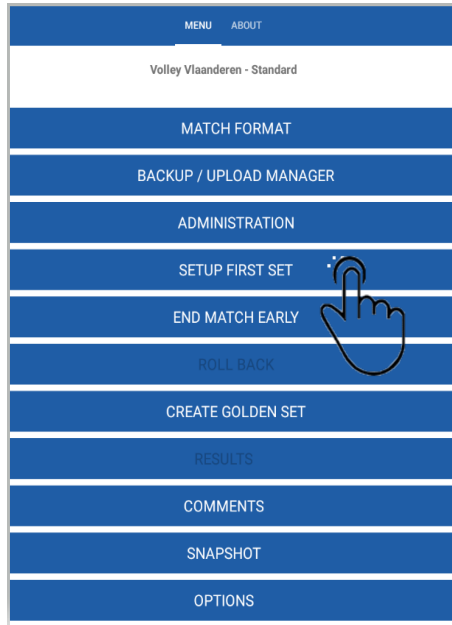 MENU ABOUT
Volley Vlaanderen - Standard
MATCH FORMAT
BACKUP / UPLOAD MANAGER
ADMINISTRATION
SETUP FIRST SET
END MATCH EARLY
ROLL BACK
CREATE GOLDEN SET
RESULTS
COMMENTS
SNAPSHOT
OPTIONS